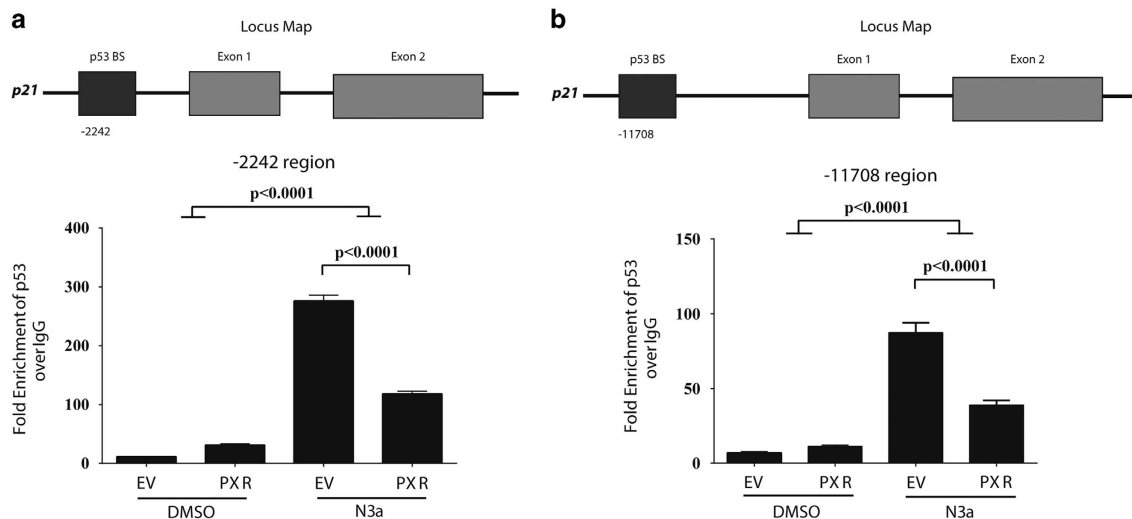 a
Locus Map
p53 BS
Exon 1
Exon 2
p21
-2242
-2242 region
p<0.0001
p<0.0001
400
300
200
100
0
Fold Enrichment of p53
over IgG
EV
PX R
EV
PX R
DMSO
N3a
b
Locus Map
p53 BS
Exon 1
Exon 2
p21
-11708
-11708 region
p<0.0001
p<0.0001
150
100
50
0
Fold Enrichment of p53
over IgG
EV
PX R
EV
PX R
DMSO
N3a